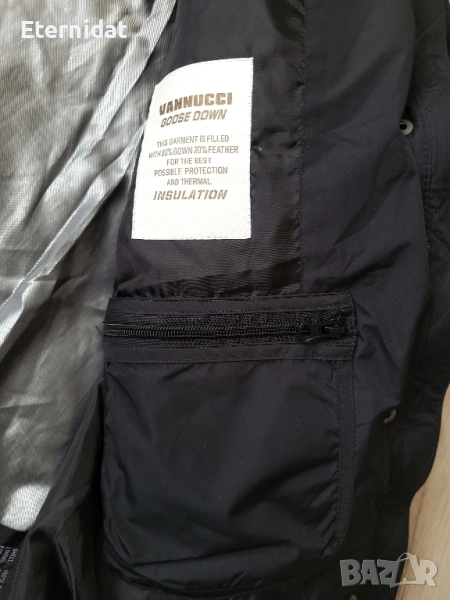 Eternidat
VANNUCCI
GOOSE DOWN
THIS GARMENT IS FILLED
WITH 80% DOWN 20% FEATHER
FOR THE BEST
POSSIBLE PROTECTION
AND THERMAL
INSULATION
BAZAR